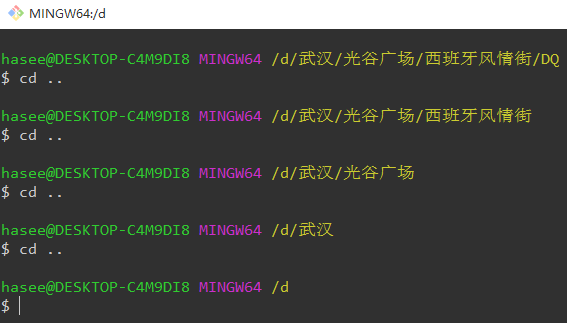 MINGW64:/d
hasee@DESKTOP-C4M9DI8 MINGW64 /d/武汉/光谷广场/西班牙风情街/DQ
$ cd ..
hasee@DESKTOP-C4M9DI8 MINGW64 /d/武汉/光谷广场/西班牙风情街
$ cd ..
hasee@DESKTOP-C4M9DI8 MINGW64 /d/武汉/光谷广场
$ cd ..
hasee@DESKTOP-C4M9DI8 MINGW64 /d/武汉
$ cd ..
hasee@DESKTOP-C4M9DI8 MINGW64 /d
$